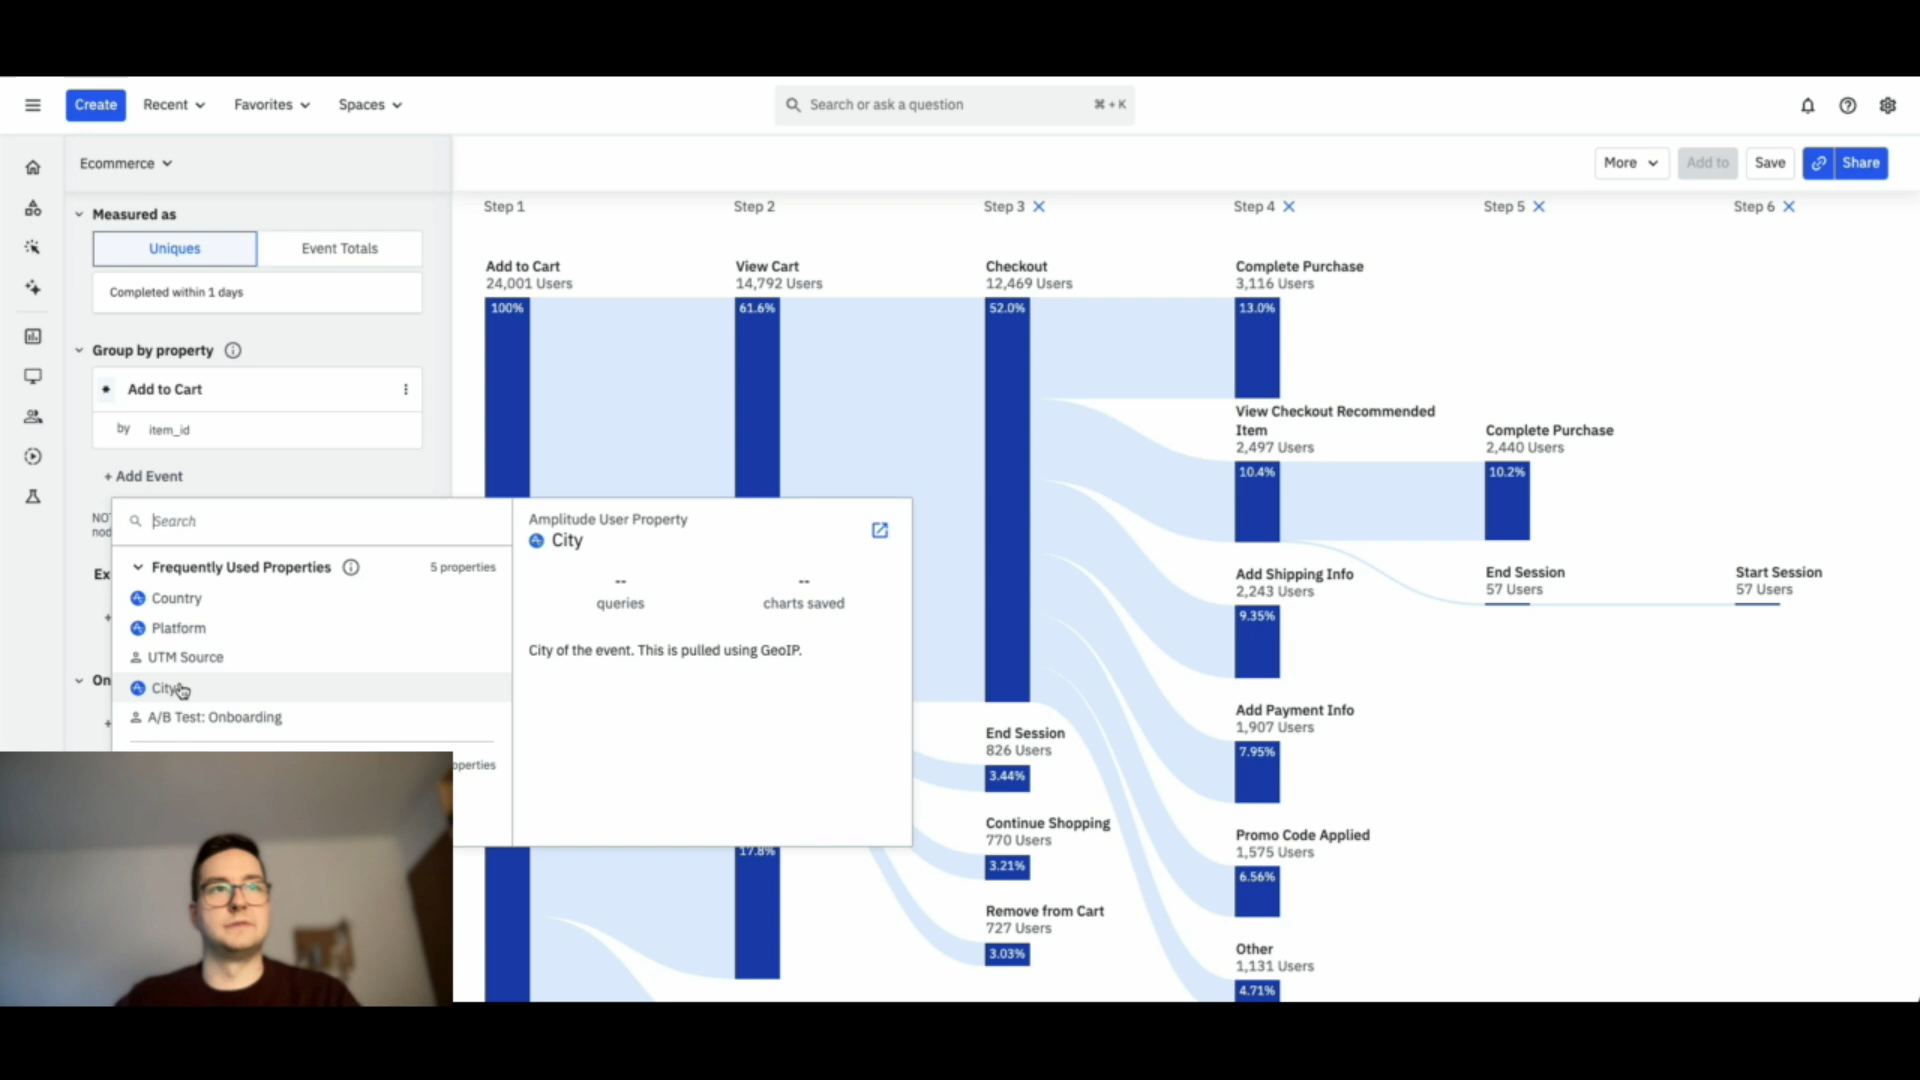 Create
Recent
Favorites
Spaces
Search or ask a question
⌘ + K
Ecommerce
More
Add to
Save
Share
Measured as
Uniques
Event Totals
Completed within 1 days
Group by property
Add to Cart
by item_id
+ Add Event
NO
nod
Ex
+
On
+
Search
Frequently Used Properties
5 properties
Country
Platform
UTM Source
City
A/B Test: Onboarding
operties
Amplitude User Property
City
--
queries
--
charts saved
City of the event. This is pulled using GeoIP.
Step 1
Step 2
Step 3
Step 4
Step 5
Step 6
Add to Cart
24,001 Users
100%
View Cart
14,792 Users
61.6%
17.8%
Checkout
12,469 Users
52.0%
End Session
826 Users
3.44%
Continue Shopping
770 Users
3.21%
Remove from Cart
727 Users
3.03%
Complete Purchase
3,116 Users
13.0%
View Checkout Recommended
Item
2,497 Users
10.4%
Add Shipping Info
2,243 Users
9.35%
Add Payment Info
1,907 Users
7.95%
Promo Code Applied
1,575 Users
6.56%
Other
1,131 Users
4.71%
Complete Purchase
2,440 Users
10.2%
End Session
57 Users
Start Session
57 Users